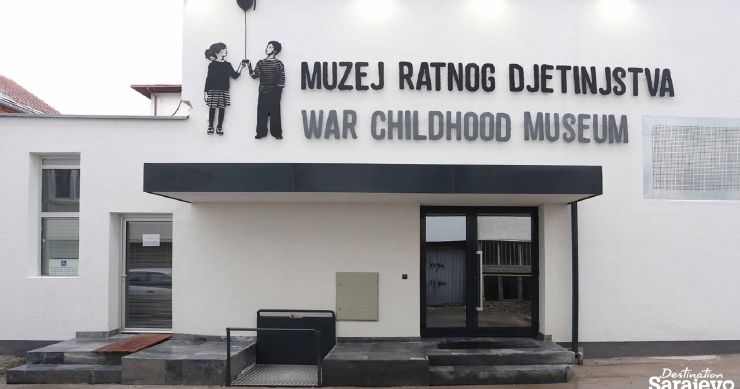 MUZEJ RATNOG DJETINJSTVA
WAR CHILDHOOD MUSEUM
Destination
Sarajevo